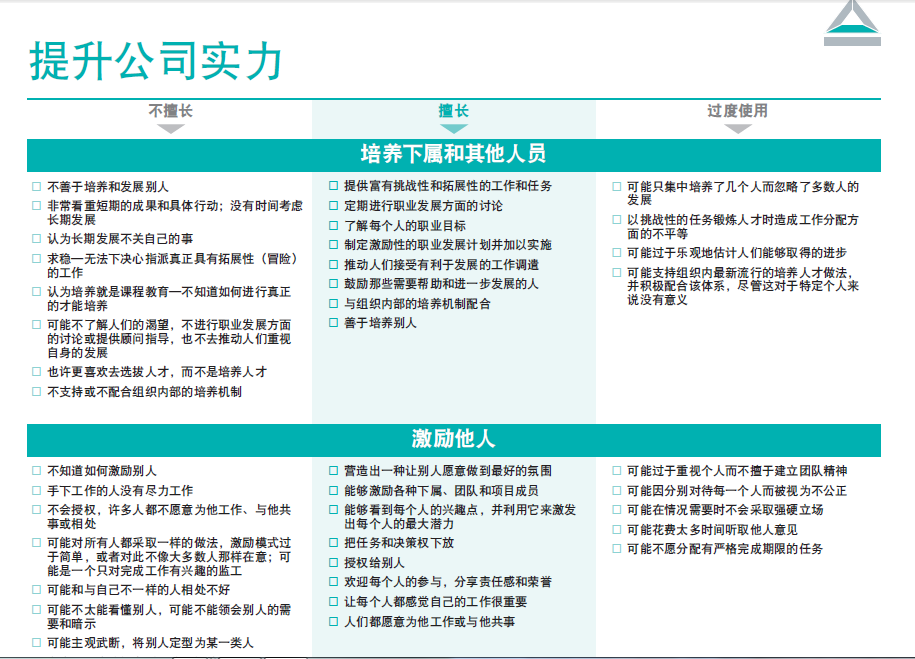 提升公司实力
不擅长
擅长
过度使用
培养下属和其他人员
□ 不善于培养和发展别人
□ 非常看重短期的成果和具体行动；没有时间考虑
长期发展
□ 认为长期发展不关自己的事
□ 求稳—无法下决心指派真正具有拓展性（冒险）
的工作
□ 认为培养就是课程教育—不知道如何进行真正
的才能培养
□ 可能不了解人们的渴望，不进行职业发展方面
的讨论或提供顾问指导，也不去推动人们重视
自身的发展
□ 也许更喜欢去选拔人才，而不是培养人才
□ 不支持或不配合组织内部的培养机制
□ 提供富有挑战性和拓展性的工作和任务
□ 定期进行职业发展方面的讨论
□ 了解每个人的职业目标
□ 制定激励性的职业发展计划并加以实施
□ 推动人们接受有利于发展的工作调遣
□ 鼓励那些需要帮助和进一步发展的人
□ 与组织内部的培养机制配合
□ 善于培养别人
□ 可能只集中培养了几个人而忽略了多数人的
发展
□ 以挑战性的任务锻炼人才时造成工作分配方
面的不平等
□ 可能过于乐观地估计人们能够取得的进步
□ 可能支持组织内最新流行的培养人才做法，
并积极配合该体系，尽管这对于特定个人来
说没有意义
激励他人
□ 不知道如何激励别人
□ 手下工作的人没有尽力工作
□ 不会授权，许多人都不愿意为他工作、与他共
事或相处
□ 可能对所有人都采取一样的做法，激励模式过
于简单，或者对此不像大多数人那样在意；可
能是一个只对完成工作有兴趣的监工
□ 可能和与自己不一样的人相处不好
□ 可能不太能看懂别人，可能不能领会别人的需
要和暗示
□ 可能主观武断，将别人定型为某一类人
□ 营造出一种让别人愿意做到最好的氛围
□ 能够激励各种下属、团队和项目成员
□ 能够看到每个人的兴趣点，并利用它来激发
出每个人的最大潜力
□ 把任务和决策权下放
□ 授权给别人
□ 欢迎每个人的参与，分享责任感和荣誉
□ 让每个人都感觉自己的工作很重要
□ 人们都愿意为他工作或与他共事
□ 可能过于重视个人而不擅于建立团队精神
□ 可能因分别对待每一个人而被视为不公正
□ 可能在情况需要时不会采取强硬立场
□ 可能花费太多时间听取他人意见
□ 可能不愿分配有严格完成期限的任务